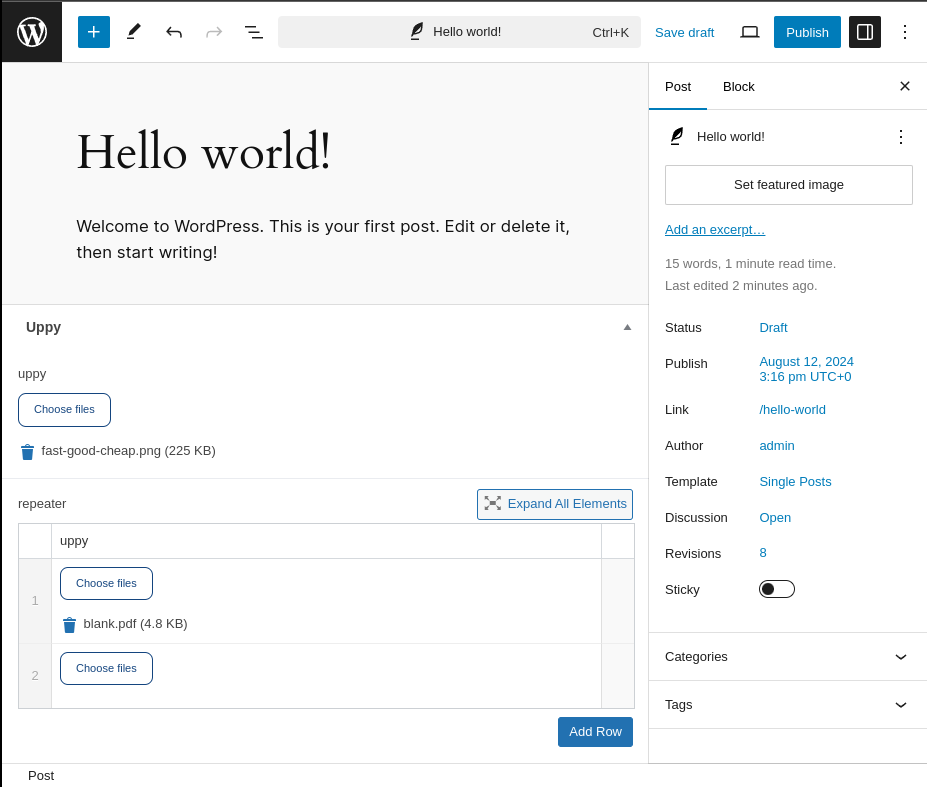 Hello world!
Ctrl+K
Save draft
Publish
Hello world!
Welcome to WordPress. This is your first post. Edit or delete it,
then start writing!
Uppy
uppy
Choose files
fast-good-cheap.png (225 KB)
repeater
Expand All Elements
uppy
1
Choose files
blank.pdf (4.8 KB)
2
Choose files
Add Row
Post
Post
Block
Hello world!
Set featured image
Add an excerpt…
15 words, 1 minute read time.
Last edited 2 minutes ago.
Status
Draft
Publish
August 12, 2024
3:16 pm UTC+0
Link
/hello-world
Author
admin
Template
Single Posts
Discussion
Open
Revisions
8
Sticky
Categories
Tags